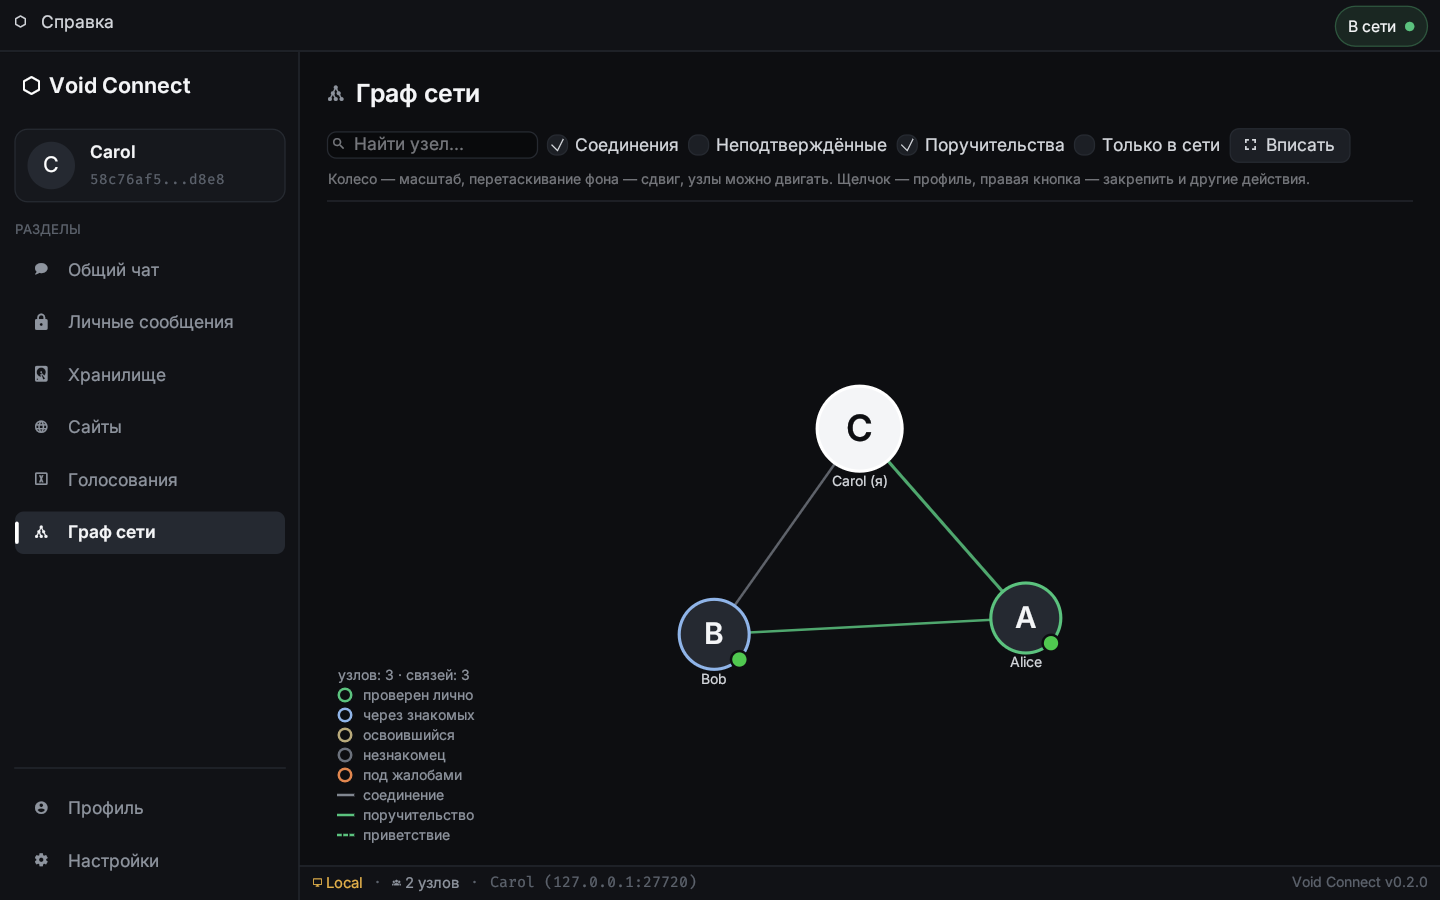 Справка
В сети
Void Connect
C
Carol
58c76af5...d8e8
РАЗДЕЛЫ
Общий чат
Личные сообщения
Хранилище
Сайты
Голосования
Граф сети
Профиль
Настройки
Граф сети
Найти узел...
Соединения
Неподтверждённые
Поручительства
Только в сети
Вписать
Колесо — масштаб, перетаскивание фона — сдвиг, узлы можно двигать. Щелчок — профиль, правая кнопка — закрепить и другие действия.
C
Carol (я)
B
Bob
A
Alice
узлов: 3 · связей: 3
проверен лично
через знакомых
освоившийся
незнакомец
под жалобами
соединение
поручительство
приветствие
Local · 2 узлов · Carol (127.0.0.1:27720)
Void Connect v0.2.0